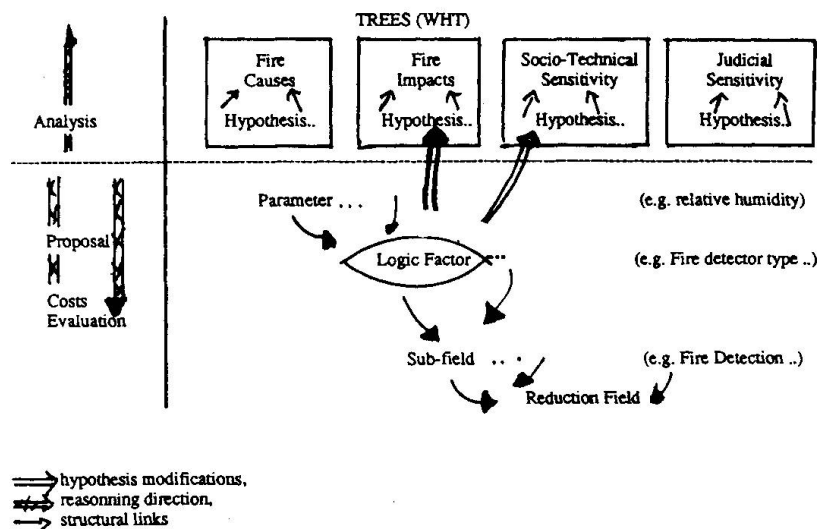 TREES (WHT)
Fire
Causes
Hypothesis..
Fire
Impacts
Hypothesis..
Socio-Technical
Sensitivity
Hypothesis..
Judicial
Sensitivity
Hypothesis..
Analysis
Parameter . . .
(e.g. relative humidity)
Proposal
Logic Factor
(e.g. Fire detector type ..)
Costs
Evaluation
Sub-field . . .
(e.g. Fire Detection ..)
Reduction Field
hypothesis modifications,
reasonning direction,
structural links